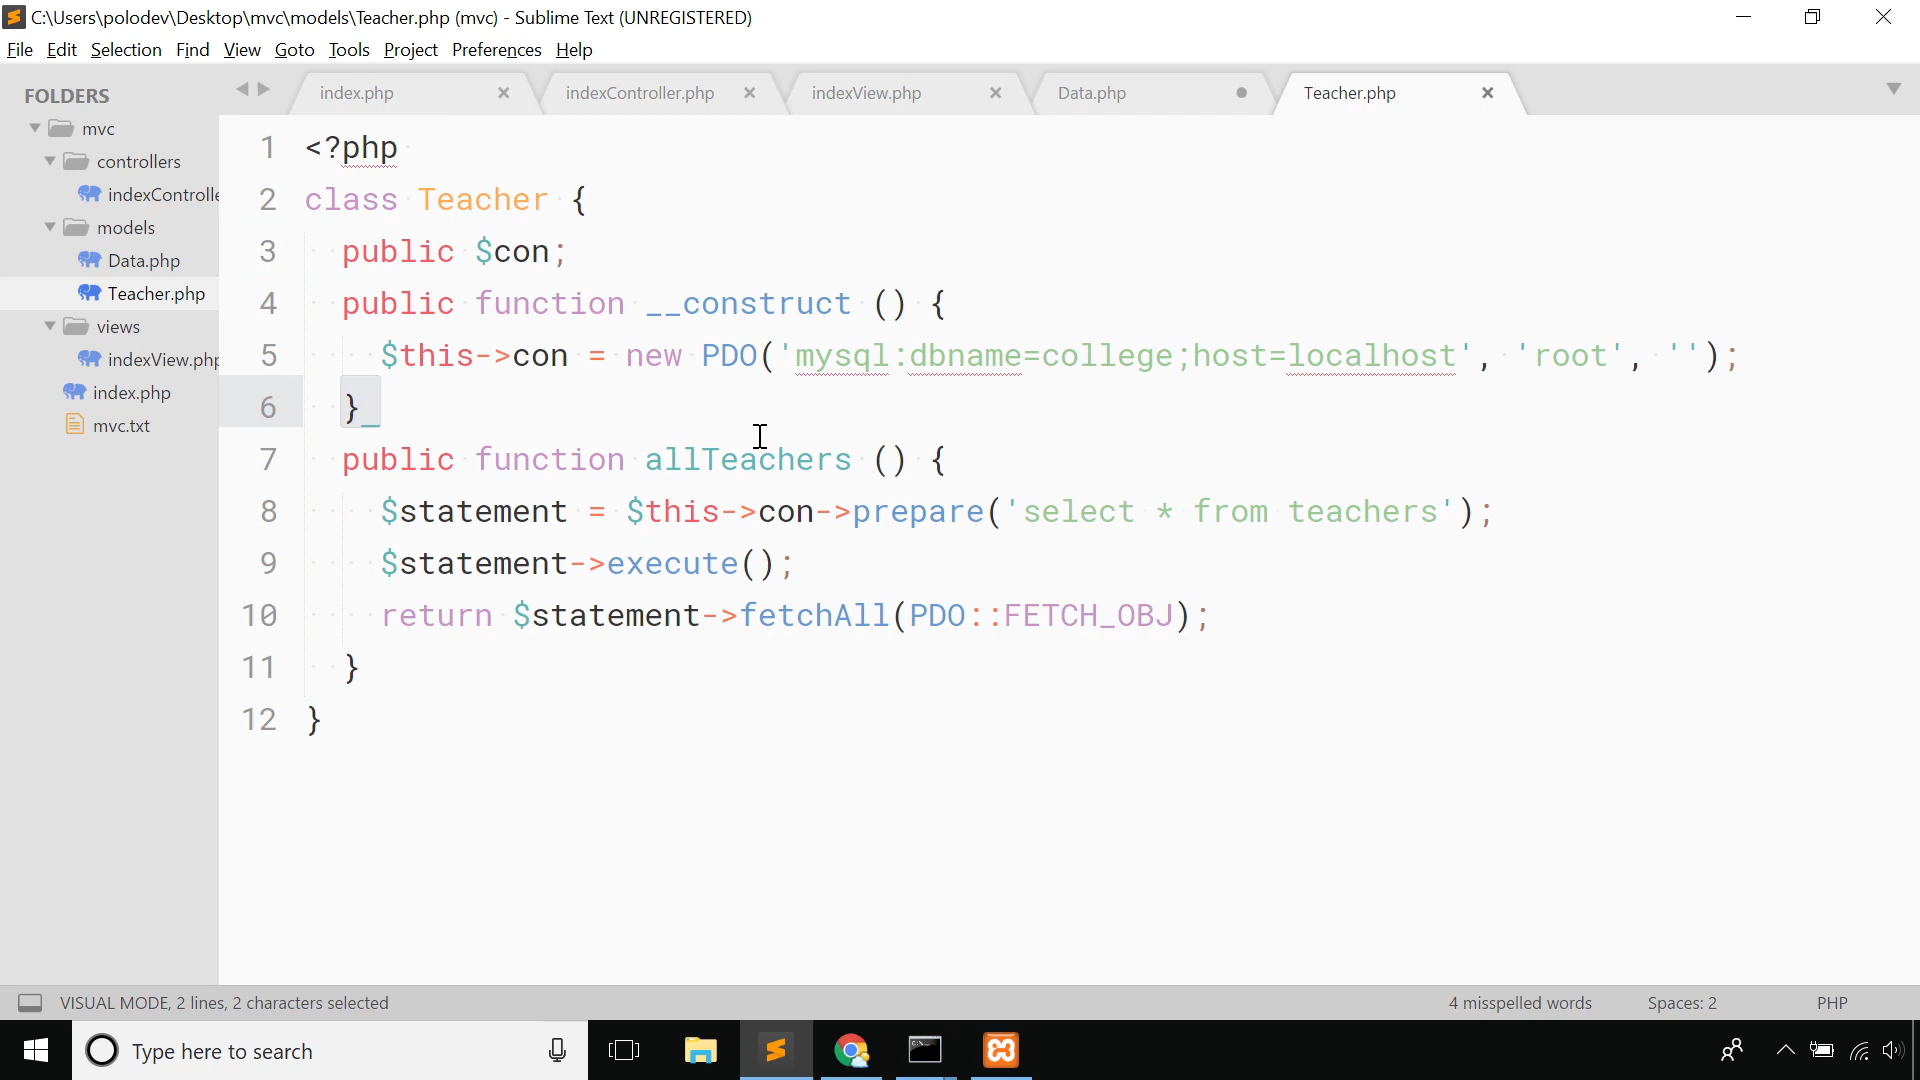 C:\Users\polodev\Desktop\mvc\models\Teacher.php (mvc) - Sublime Text (UNREGISTERED)
File Edit Selection Find View Goto Tools Project Preferences Help
FOLDERS
mvc
controllers
indexControlle
models
Data.php
Teacher.php
views
indexView.php
index.php
mvc.txt
index.php indexController.php indexView.php Data.php Teacher.php
1 <?php
2 class Teacher {
3 public $con;
4 public function __construct () {
5 $this->con = new PDO('mysql:dbname=college;host=localhost', 'root', '');
6 }
7 public function allTeachers () {
8 $statement = $this->con->prepare('select * from teachers');
9 $statement->execute();
10 return $statement->fetchAll(PDO::FETCH_OBJ);
11 }
12 }
VISUAL MODE, 2 lines, 2 characters selected 4 misspelled words Spaces: 2 PHP
Type here to search